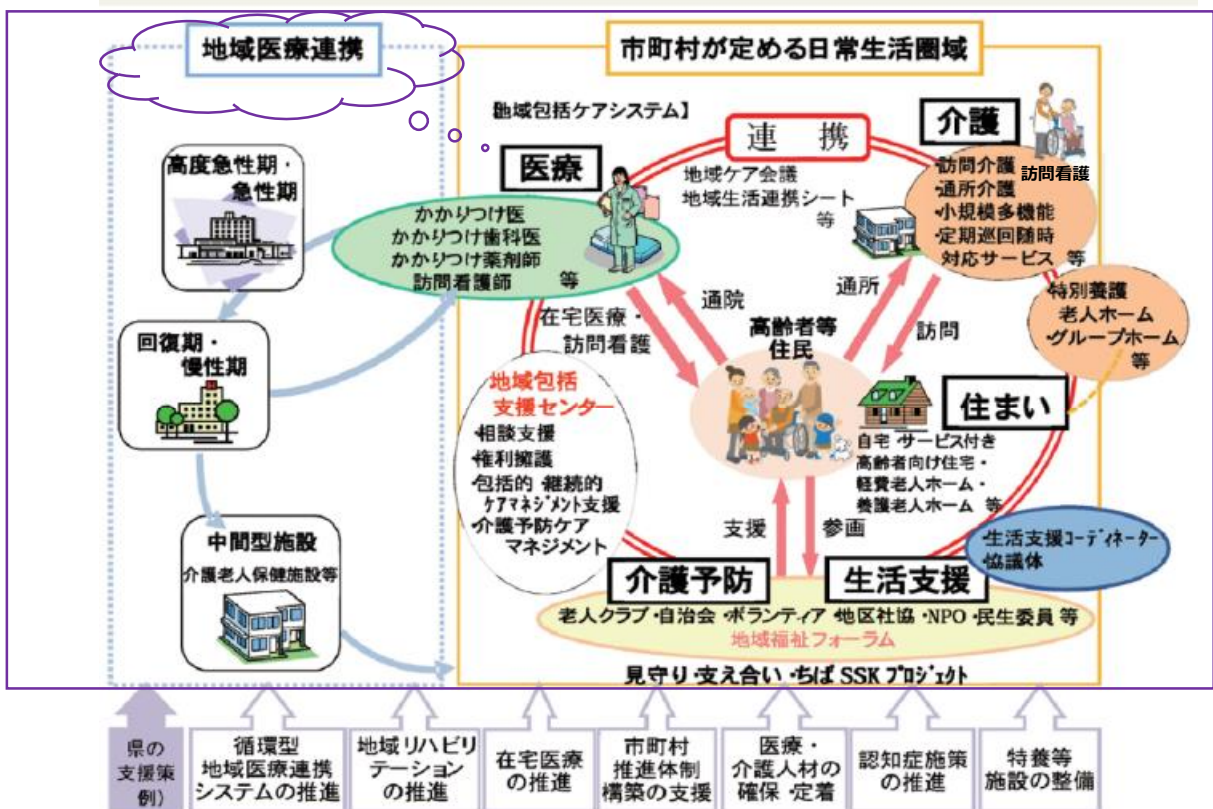 地域医療連携
市町村が定める日常生活圏域
【地域包括ケアシステム】
連 携
地域ケア会議
地域生活連携シート
等
医療
かかりつけ医
かかりつけ歯科医
かかりつけ薬剤師
訪問看護師 等
介護
訪問看護
・訪問介護
・通所介護
・小規模多機能
・定期巡回随時
対応サービス 等
・特別養護
老人ホーム
・グループホーム
等
高度急性期・
急性期
回復期・
慢性期
中間型施設
介護老人保健施設等
通院
在宅医療・
訪問看護
通所
訪問
高齢者等
住民
住まい
自宅・サービス付き
高齢者向け住宅・
軽費老人ホーム・
養護老人ホーム 等
地域包括
支援センター
・相談支援
・権利擁護
・包括的・継続的
ケアマネジメント支援
・介護予防ケア
マネジメント
支援
参画
・生活支援コーディネーター
・協議体
介護予防
生活支援
老人クラブ・自治会・ボランティア・地区社協・NPO・民生委員 等
地域福祉フォーラム
見守り・支え合い・ちばSSKプロジェクト
県の
支援策
例)
循環型
地域医療連携
システムの推進
地域リハビリ
テーション
の推進
在宅医療
の推進
市町村
推進体制
構築の支援
医療・
介護人材の
確保・定着
認知症施策
の推進
特養等
施設の整備